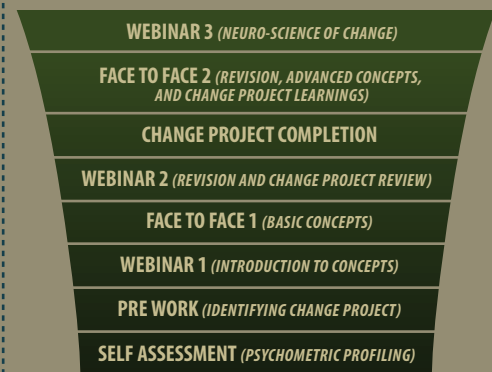 WEBINAR 3 (NEURO-SCIENCE OF CHANGE)
FACE TO FACE 2 (REVISION, ADVANCED CONCEPTS,
AND CHANGE PROJECT LEARNINGS)
CHANGE PROJECT COMPLETION
WEBINAR 2 (REVISION AND CHANGE PROJECT REVIEW)
FACE TO FACE 1 (BASIC CONCEPTS)
WEBINAR 1 (INTRODUCTION TO CONCEPTS)
PRE WORK (IDENTIFYING CHANGE PROJECT)
SELF ASSESSMENT (PSYCHOMETRIC PROFILING)